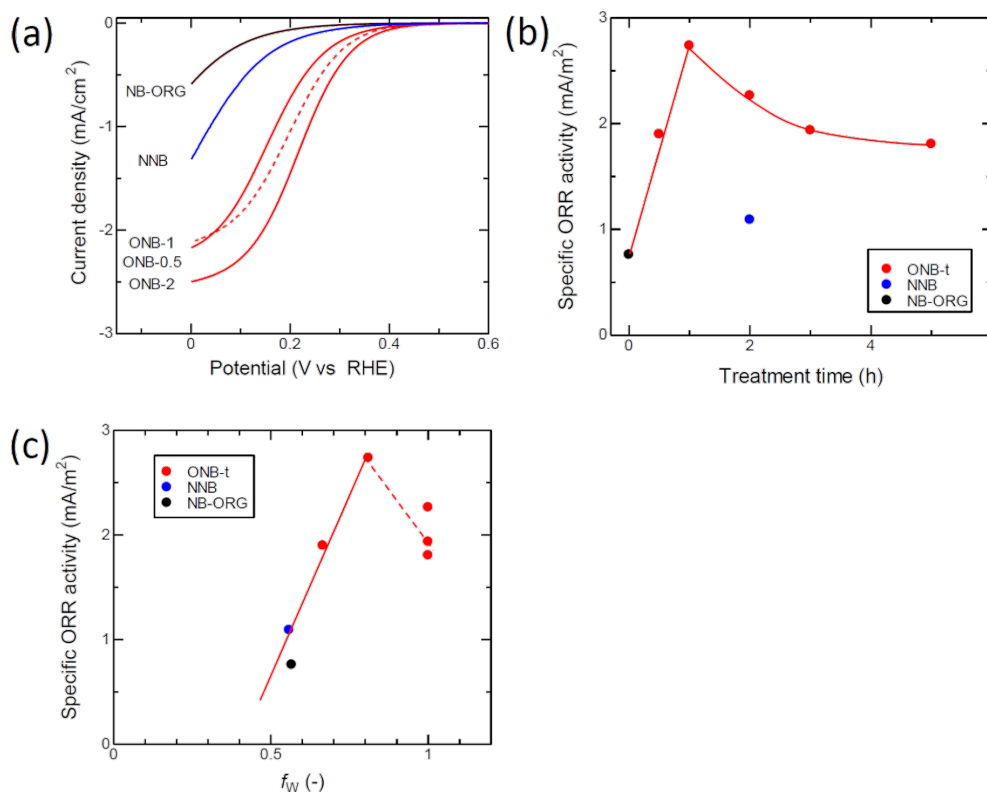 (a)
0
-1
-2
-3
Current density (mA/cm²)
NB-ORG
NNB
ONB-1
ONB-0.5
ONB-2
0
0.2
0.4
0.6
Potential (V vs RHE)
(b)
3
2
1
0
Specific ORR activity (mA/m²)
ONB-t
NNB
NB-ORG
0
2
4
Treatment time (h)
(c)
3
2
1
0
Specific ORR activity (mA/m²)
ONB-t
NNB
NB-ORG
0
0.5
1
fW (-)